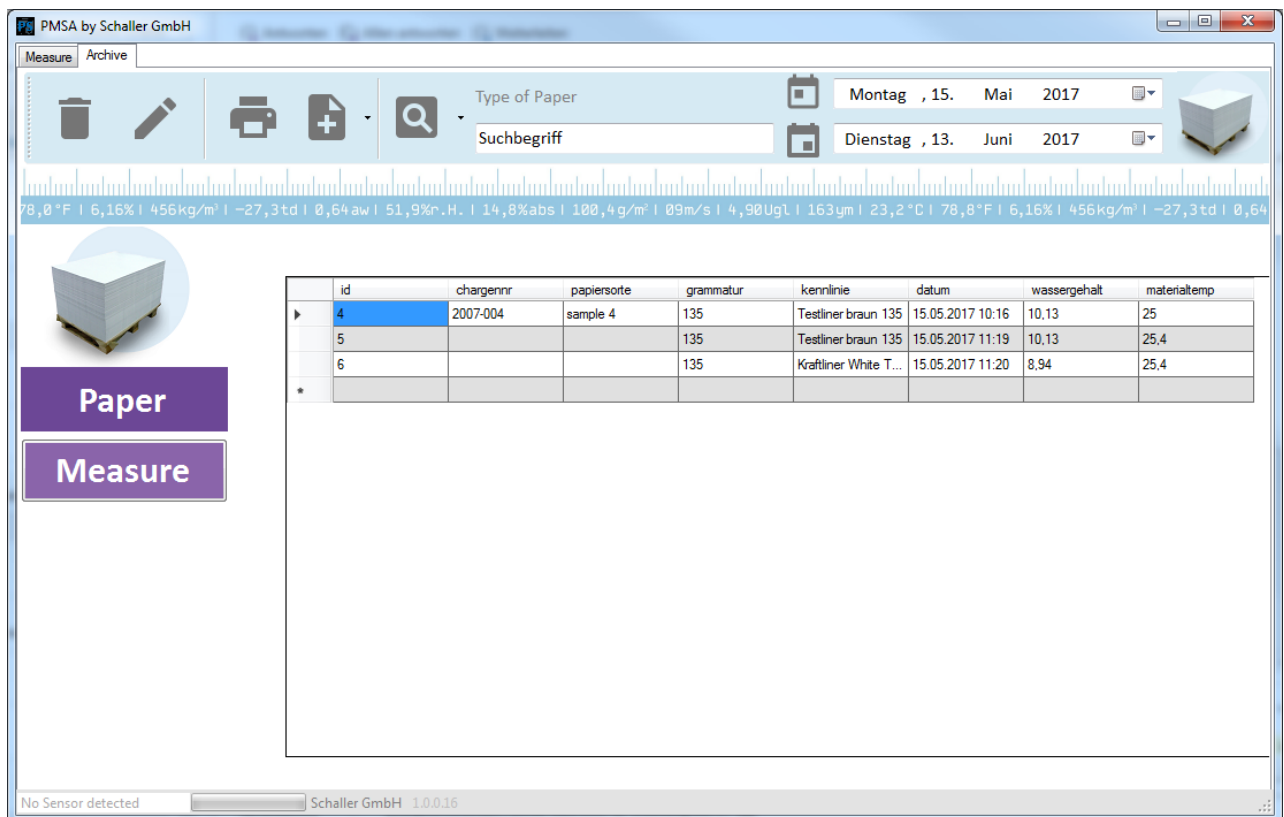 PMSA by Schaller GmbH
Measure Archive
Type of Paper
Suchbegriff
Montag , 15. Mai 2017
Dienstag , 13. Juni 2017
78,0°F | 6,16% | 456kg/m³ | -27,3td | 0,64aw | 51,9%r.H. | 14,8%abs | 100,4g/m² | 09m/s | 4,90Ugl | 163ym | 23,2°C | 78,8°F | 6,16% | 456kg/m³ | -27,3td | 0,64
id chargennr papiersorte grammatur kennlinie datum wassergehalt materialtemp
4 2007-004 sample 4 135 Testliner braun 135 15.05.2017 10:16 10,13 25
5 135 Testliner braun 135 15.05.2017 11:19 10,13 25,4
6 135 Kraftliner White T... 15.05.2017 11:20 8,94 25,4
Paper
Measure
No Sensor detected Schaller GmbH 1.0.0.16